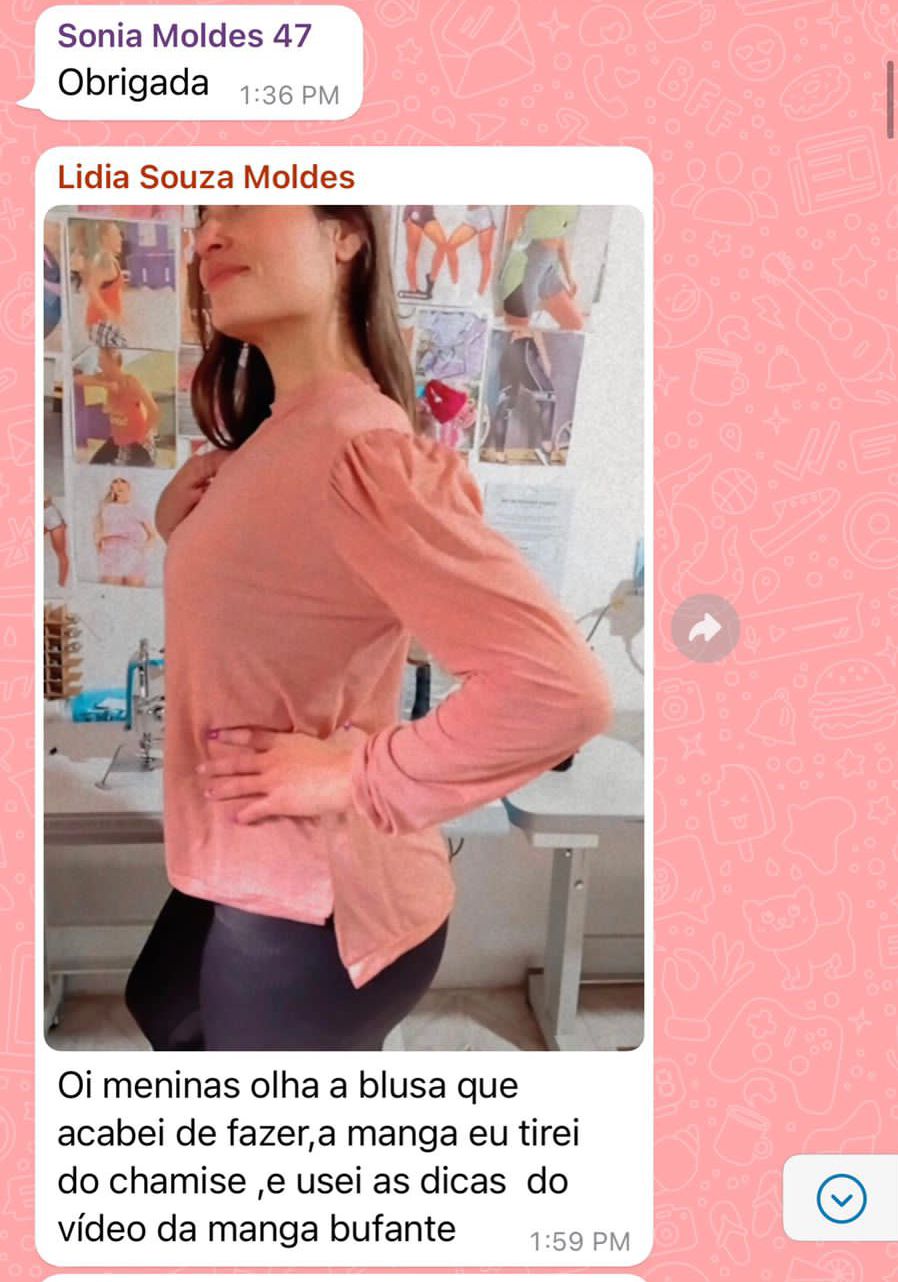 Sonia Moldes 47
Obrigada 1:36 PM
Lidia Souza Moldes
Oi meninas olha a blusa que
acabei de fazer,a manga eu tirei
do chamise ,e usei as dicas do
vídeo da manga bufante 1:59 PM